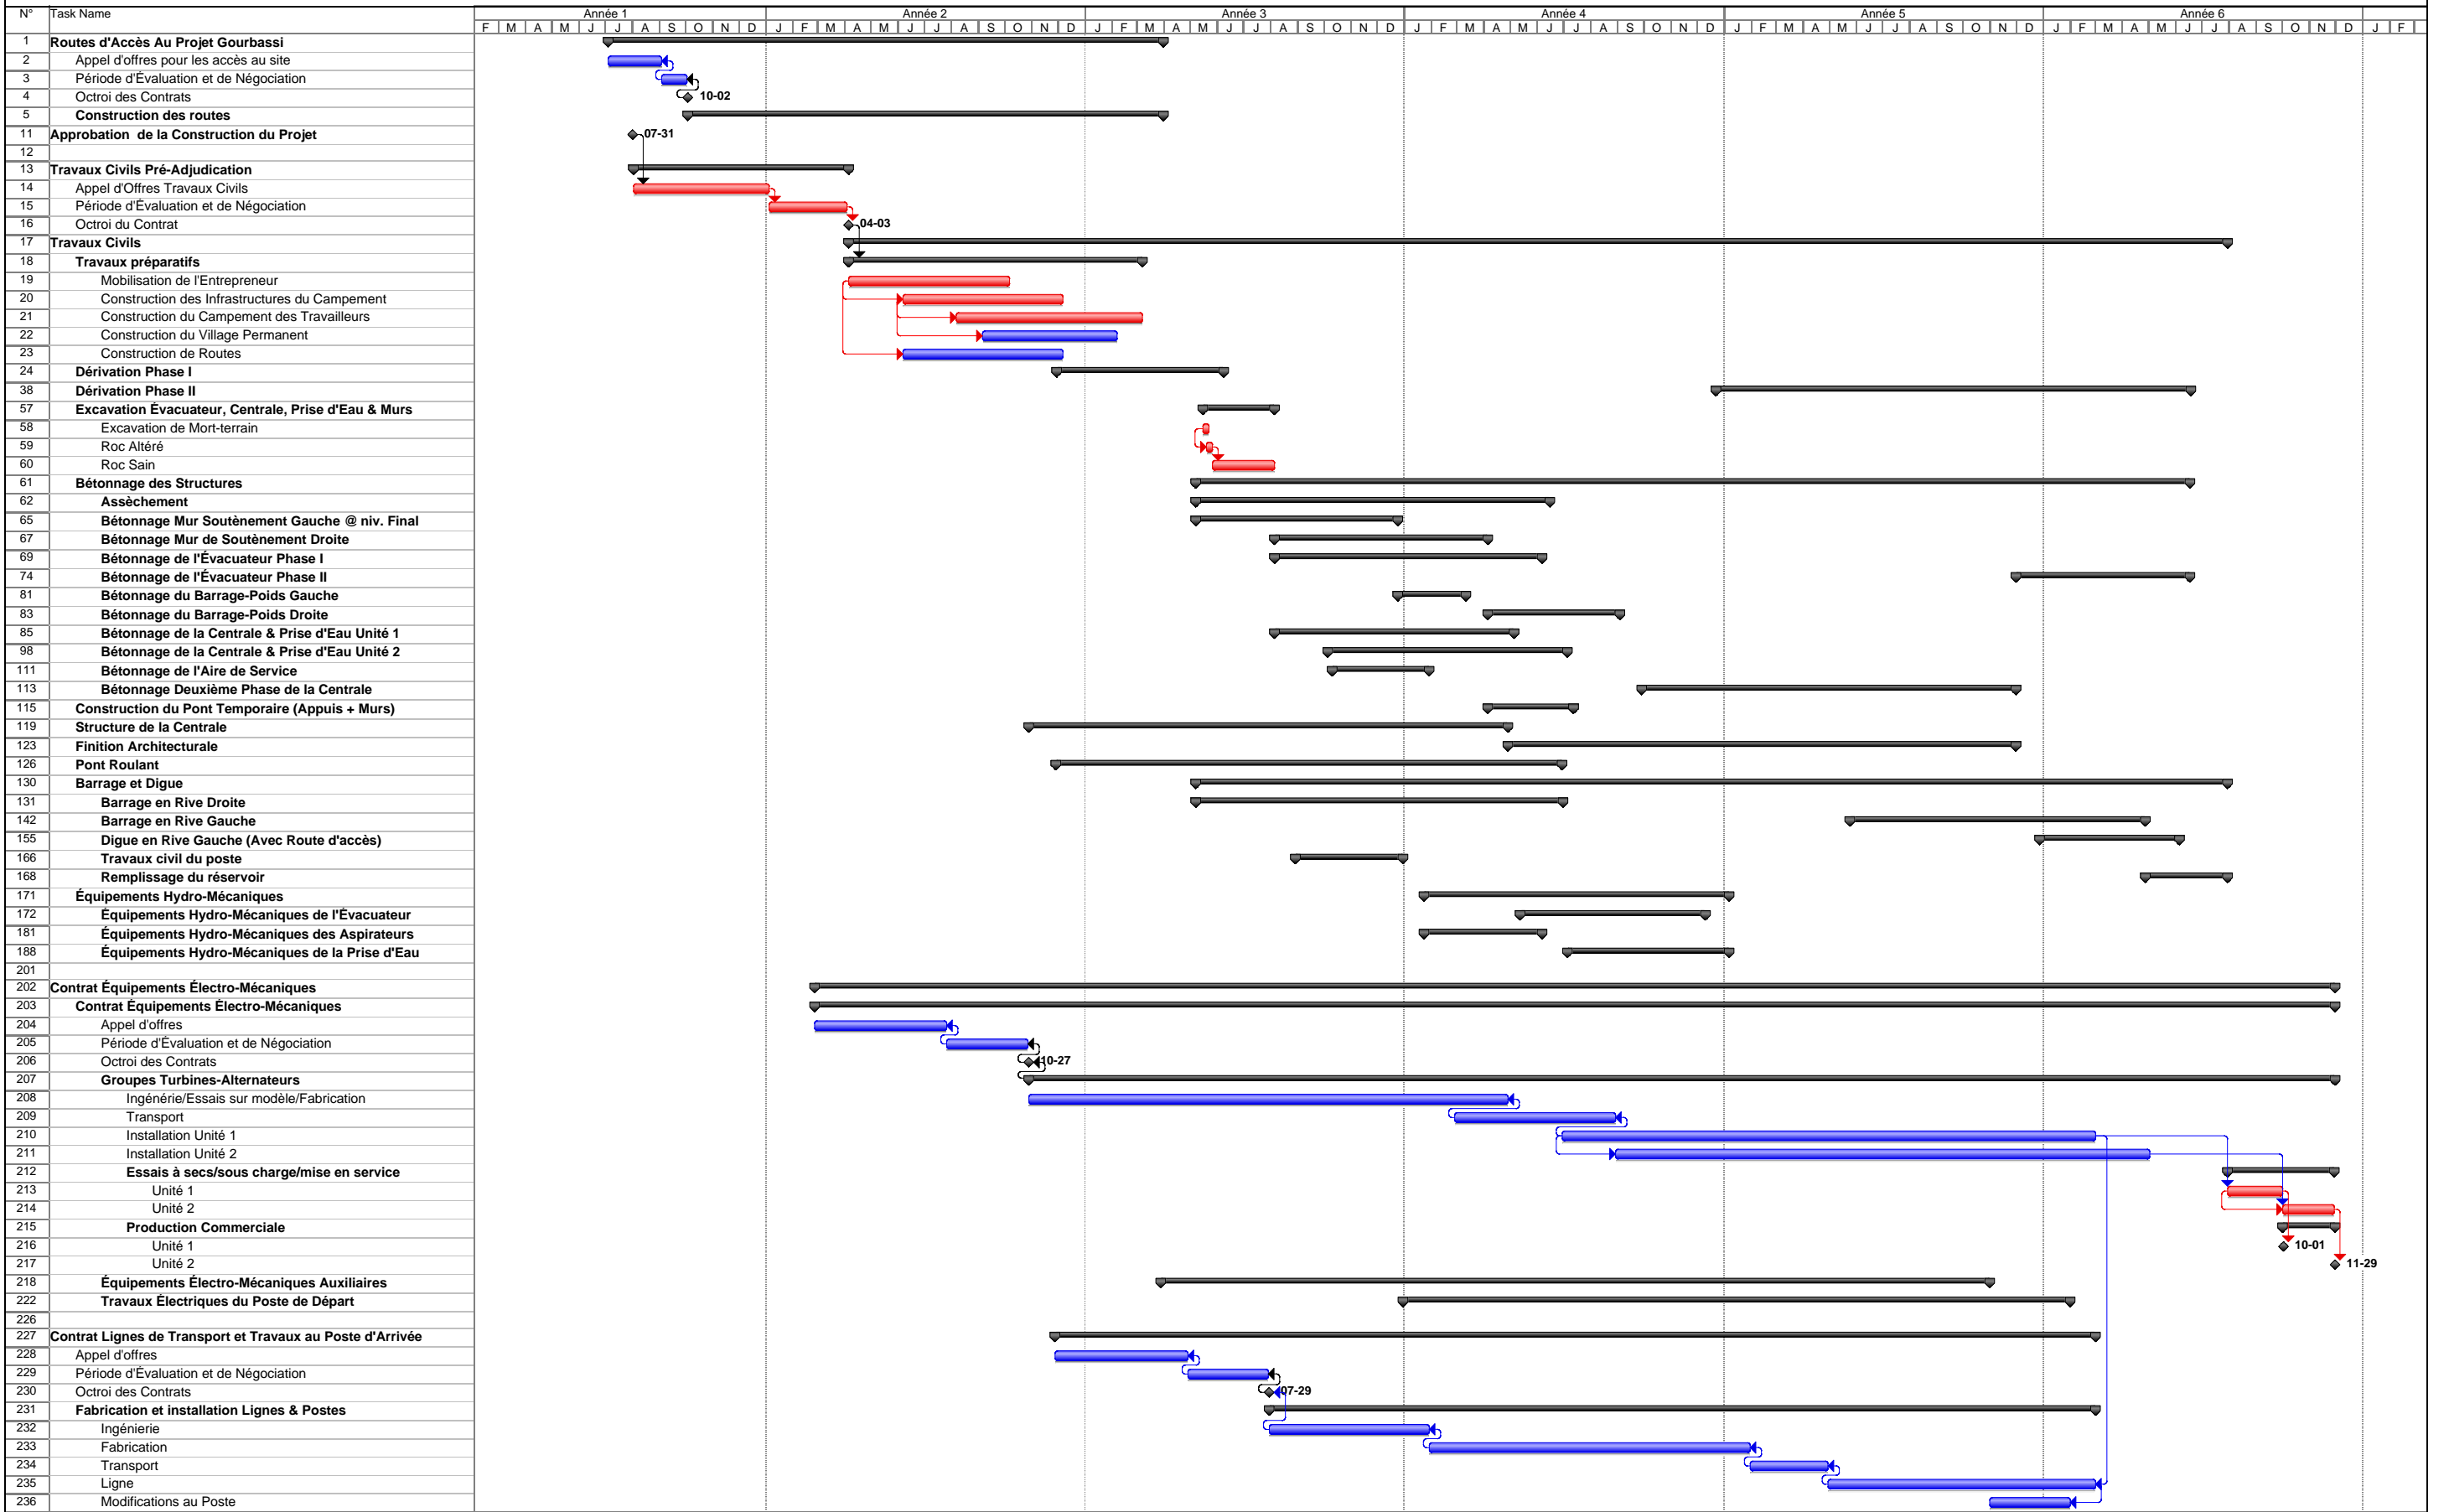 N° Task Name Année 1 Année 2 Année 3 Année 4 Année 5 Année 6
F M A M J J A S O N D J F M A M J J A S O N D J F M A M J J A S O N D J F M A M J J A S O N D J F M A M J J A S O N D J F M A M J J A S O N D J F
1 Routes d'Accès Au Projet Gourbassi
2 Appel d'offres pour les accès au site
3 Période d'Évaluation et de Négociation
4 Octroi des Contrats 10-02
5 Construction des routes
11 Approbation de la Construction du Projet 07-31
12
13 Travaux Civils Pré-Adjudication
14 Appel d'Offres Travaux Civils
15 Période d'Évaluation et de Négociation
16 Octroi du Contrat 04-03
17 Travaux Civils
18 Travaux préparatifs
19 Mobilisation de l'Entrepreneur
20 Construction des Infrastructures du Campement
21 Construction du Campement des Travailleurs
22 Construction du Village Permanent
23 Construction de Routes
24 Dérivation Phase I
38 Dérivation Phase II
57 Excavation Évacuateur, Centrale, Prise d'Eau & Murs
58 Excavation de Mort-terrain
59 Roc Altéré
60 Roc Sain
61 Bétonnage des Structures
62 Assèchement
65 Bétonnage Mur Soutènement Gauche @ niv. Final
67 Bétonnage Mur de Soutènement Droite
69 Bétonnage de l'Évacuateur Phase I
74 Bétonnage de l'Évacuateur Phase II
81 Bétonnage du Barrage-Poids Gauche
83 Bétonnage du Barrage-Poids Droite
85 Bétonnage de la Centrale & Prise d'Eau Unité 1
98 Bétonnage de la Centrale & Prise d'Eau Unité 2
111 Bétonnage de l'Aire de Service
113 Bétonnage Deuxième Phase de la Centrale
115 Construction du Pont Temporaire (Appuis + Murs)
119 Structure de la Centrale
123 Finition Architecturale
126 Pont Roulant
130 Barrage et Digue
131 Barrage en Rive Droite
142 Barrage en Rive Gauche
155 Digue en Rive Gauche (Avec Route d'accès)
166 Travaux civil du poste
168 Remplissage du réservoir
171 Équipements Hydro-Mécaniques
172 Équipements Hydro-Mécaniques de l'Évacuateur
181 Équipements Hydro-Mécaniques des Aspirateurs
188 Équipements Hydro-Mécaniques de la Prise d'Eau
201
202 Contrat Équipements Électro-Mécaniques
203 Contrat Équipements Électro-Mécaniques
204 Appel d'offres
205 Période d'Évaluation et de Négociation
206 Octroi des Contrats 10-27
207 Groupes Turbines-Alternateurs
208 Ingénérie/Essais sur modèle/Fabrication
209 Transport
210 Installation Unité 1
211 Installation Unité 2
212 Essais à secs/sous charge/mise en service
213 Unité 1
214 Unité 2
215 Production Commerciale
216 Unité 1 10-01
217 Unité 2 11-29
218 Équipements Électro-Mécaniques Auxiliaires
222 Travaux Électriques du Poste de Départ
226
227 Contrat Lignes de Transport et Travaux au Poste d'Arrivée
228 Appel d'offres
229 Période d'Évaluation et de Négociation
230 Octroi des Contrats 07-29
231 Fabrication et installation Lignes & Postes
232 Ingénierie
233 Fabrication
234 Transport
235 Ligne
236 Modifications au Poste